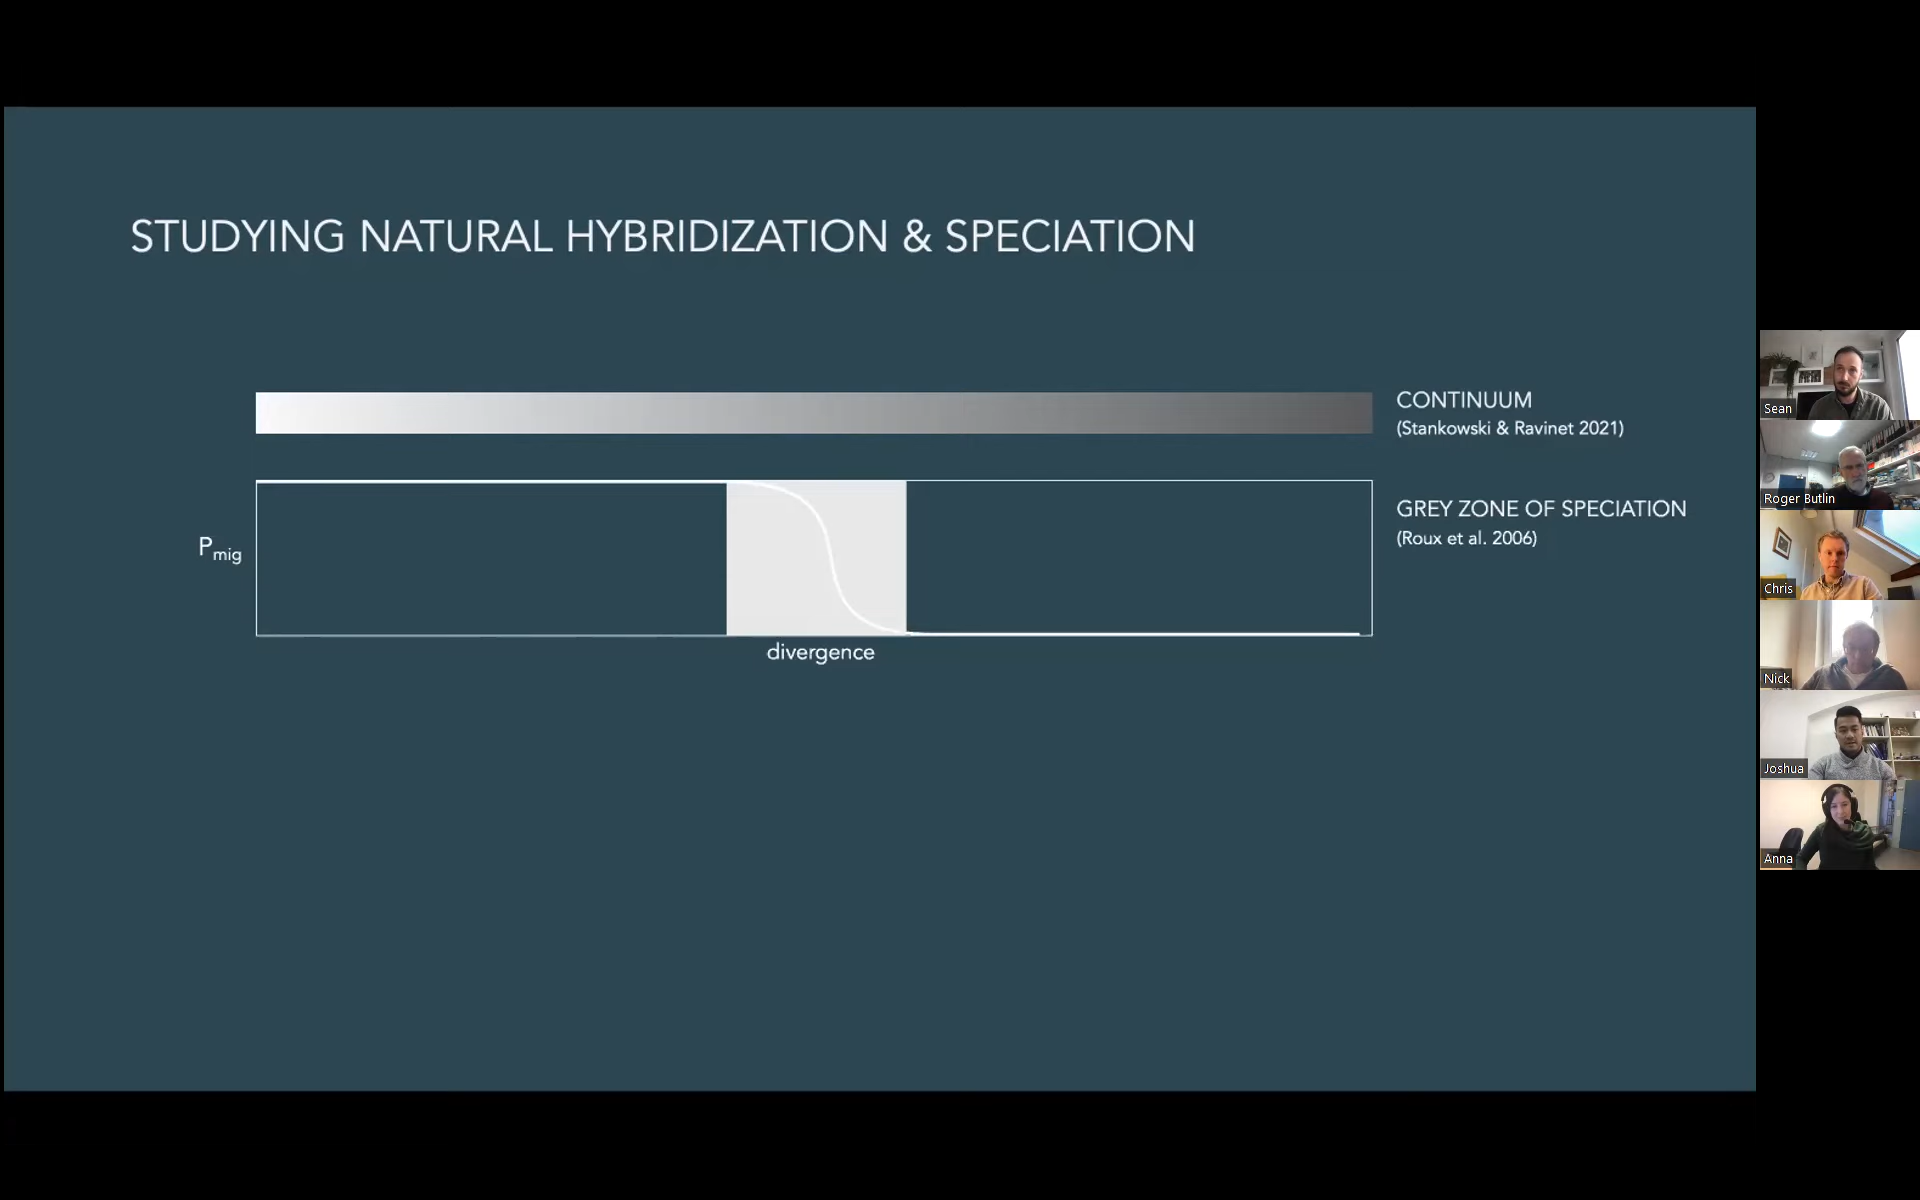 STUDYING NATURAL HYBRIDIZATION & SPECIATION
CONTINUUM
(Stankowski & Ravinet 2021)
GREY ZONE OF SPECIATION
(Roux et al. 2006)
Pmig
divergence
Sean
Roger Butlin
Chris
Nick
Joshua
Anna